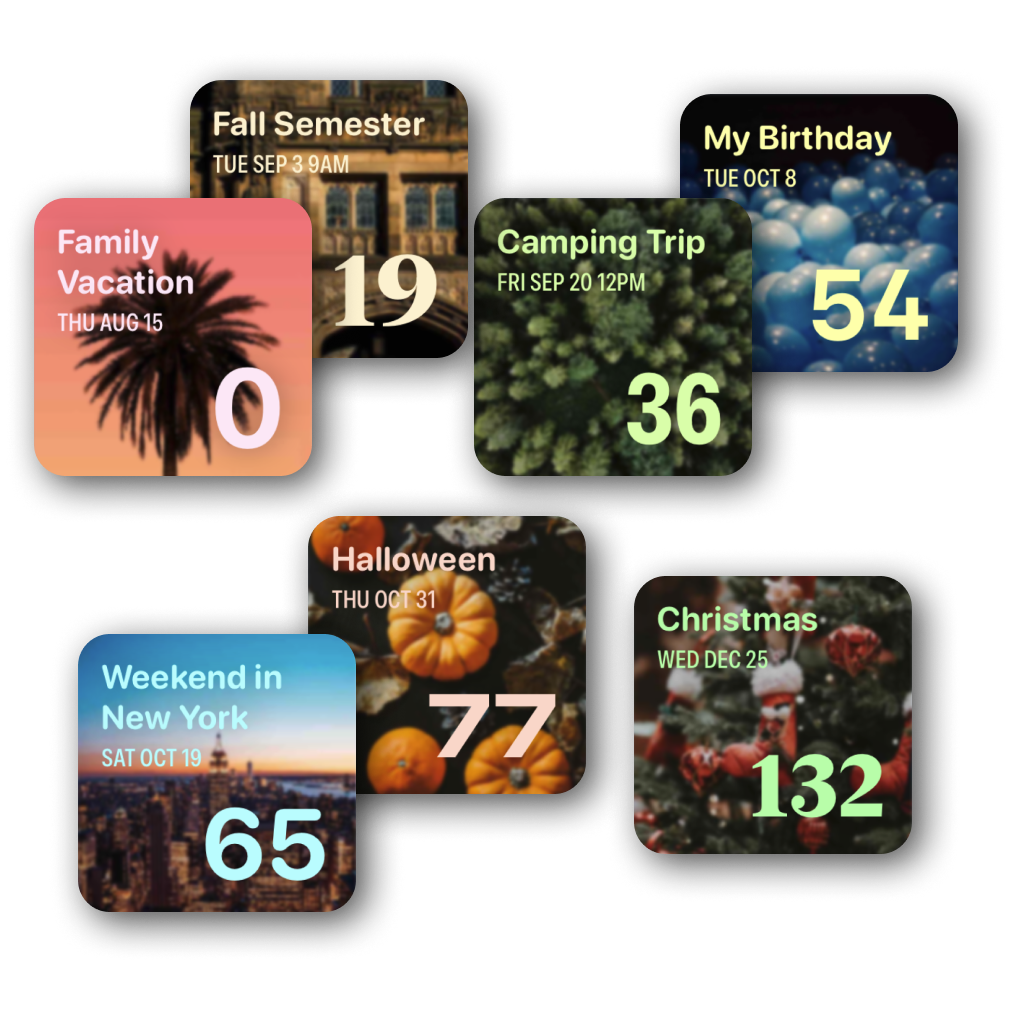 Fall Semester
TUE SEP 3 9AM
19
My Birthday
TUE OCT 8
54
Family
Vacation
THU AUG 15
0
Camping Trip
FRI SEP 20 12PM
36
Halloween
THU OCT 31
77
Christmas
WED DEC 25
132
Weekend in
New York
SAT OCT 19
65